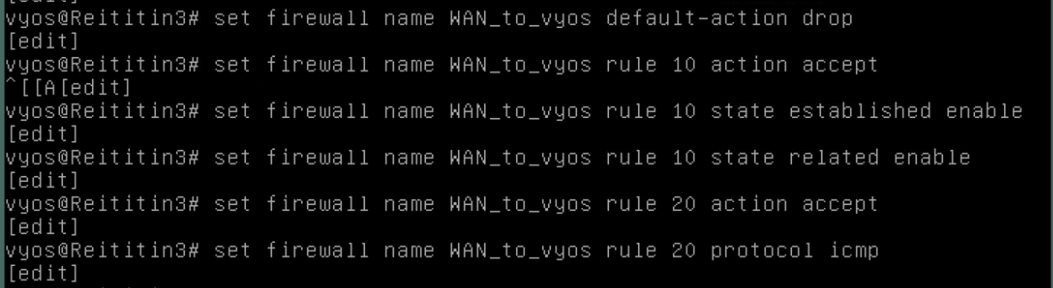 vyos@Reititin3# set firewall name WAN_to_vyos default-action drop
[edit]
vyos@Reititin3# set firewall name WAN_to_vyos rule 10 action accept
^[[A[edit]
vyos@Reititin3# set firewall name WAN_to_vyos rule 10 state established enable
[edit]
vyos@Reititin3# set firewall name WAN_to_vyos rule 10 state related enable
[edit]
vyos@Reititin3# set firewall name WAN_to_vyos rule 20 action accept
[edit]
vyos@Reititin3# set firewall name WAN_to_vyos rule 20 protocol icmp
[edit]